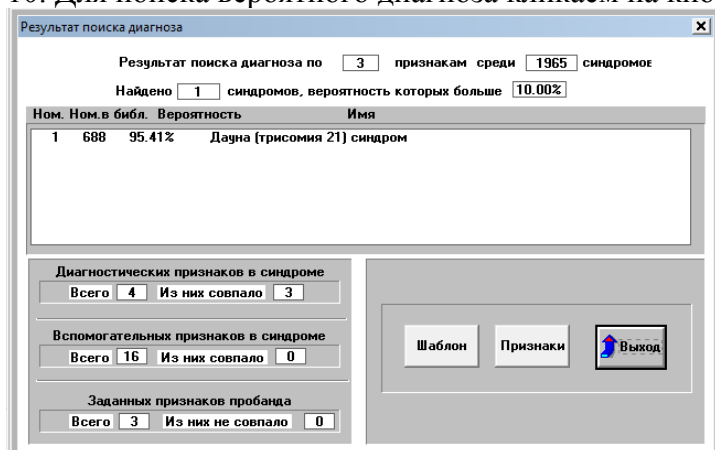 10. Для поиска вероятного диагноза кликаем на кно
Результат поиска диагноза
Результат поиска диагноза по 3 признакам среди 1965 синдромов
Найдено 1 синдромов, вероятность которых больше 10.00%
Ном. Ном.в библ. Вероятность Имя
1 688 95.41% Дауна (трисомия 21) синдром
Диагностических признаков в синдроме
Всего 4 Из них совпало 3
Вспомогательных признаков в синдроме
Всего 16 Из них совпало 0
Заданных признаков пробанда
Всего 3 Из них не совпало 0
Шаблон Признаки Выход